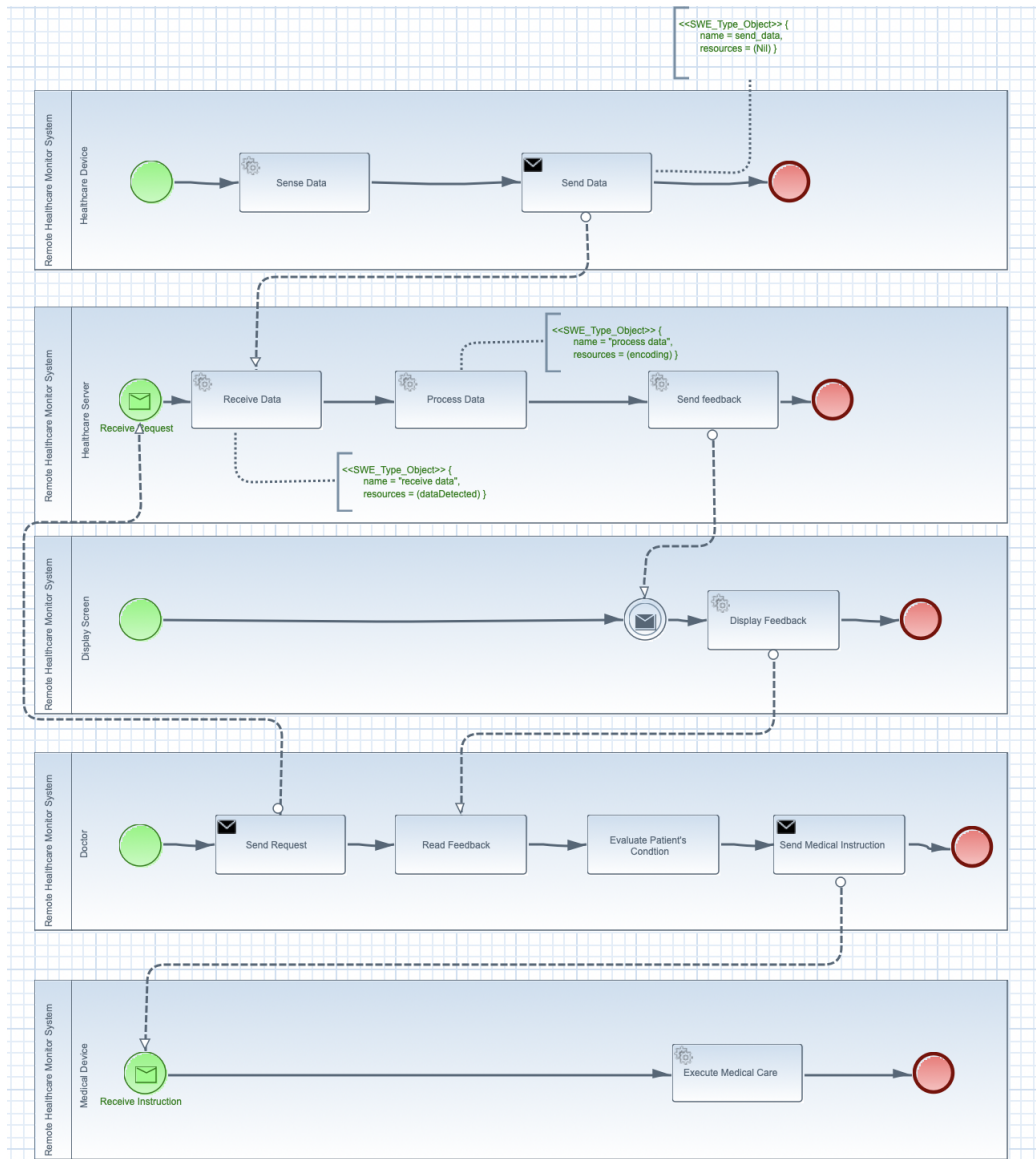 <<SWE_Type_Object>> {
name = send_data,
resources = (Nil) }
Remote Healthcare Monitor System
Healthcare Device
Sense Data
Send Data
Remote Healthcare Monitor System
Healthcare Server
<<SWE_Type_Object>> {
name = "process data",
resources = (encoding) }
Receive Request
Receive Data
Process Data
Send feedback
<<SWE_Type_Object>> {
name = "receive data",
resources = (dataDetected) }
Remote Healthcare Monitor System
Display Screen
Display Feedback
Remote Healthcare Monitor System
Doctor
Send Request
Read Feedback
Evaluate Patient's
Condtion
Send Medical Instruction
Remote Healthcare Monitor System
Medical Device
Receive Instruction
Execute Medical Care